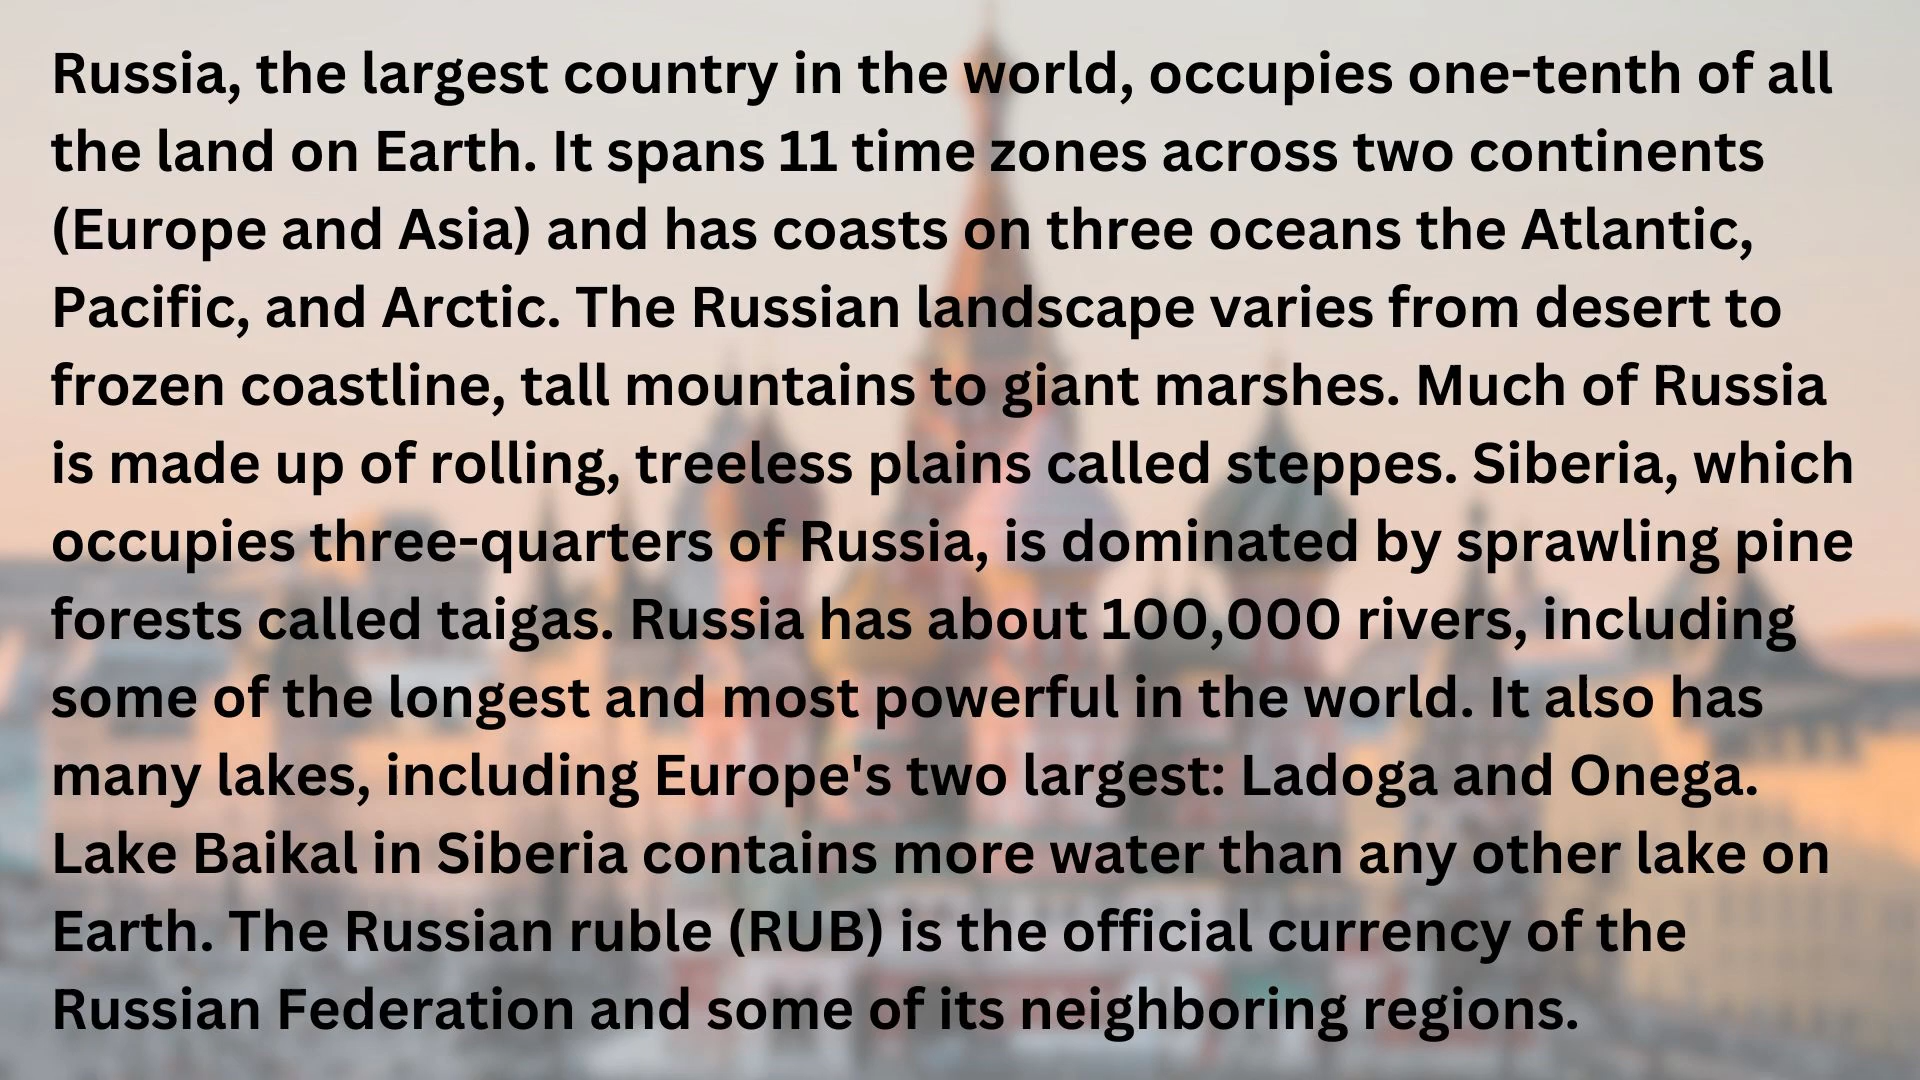 Russia, the largest country in the world, occupies one-tenth of all
the land on Earth. It spans 11 time zones across two continents
(Europe and Asia) and has coasts on three oceans the Atlantic,
Pacific, and Arctic. The Russian landscape varies from desert to
frozen coastline, tall mountains to giant marshes. Much of Russia
is made up of rolling, treeless plains called steppes. Siberia, which
occupies three-quarters of Russia, is dominated by sprawling pine
forests called taigas. Russia has about 100,000 rivers, including
some of the longest and most powerful in the world. It also has
many lakes, including Europe's two largest: Ladoga and Onega.
Lake Baikal in Siberia contains more water than any other lake on
Earth. The Russian ruble (RUB) is the official currency of the
Russian Federation and some of its neighboring regions.